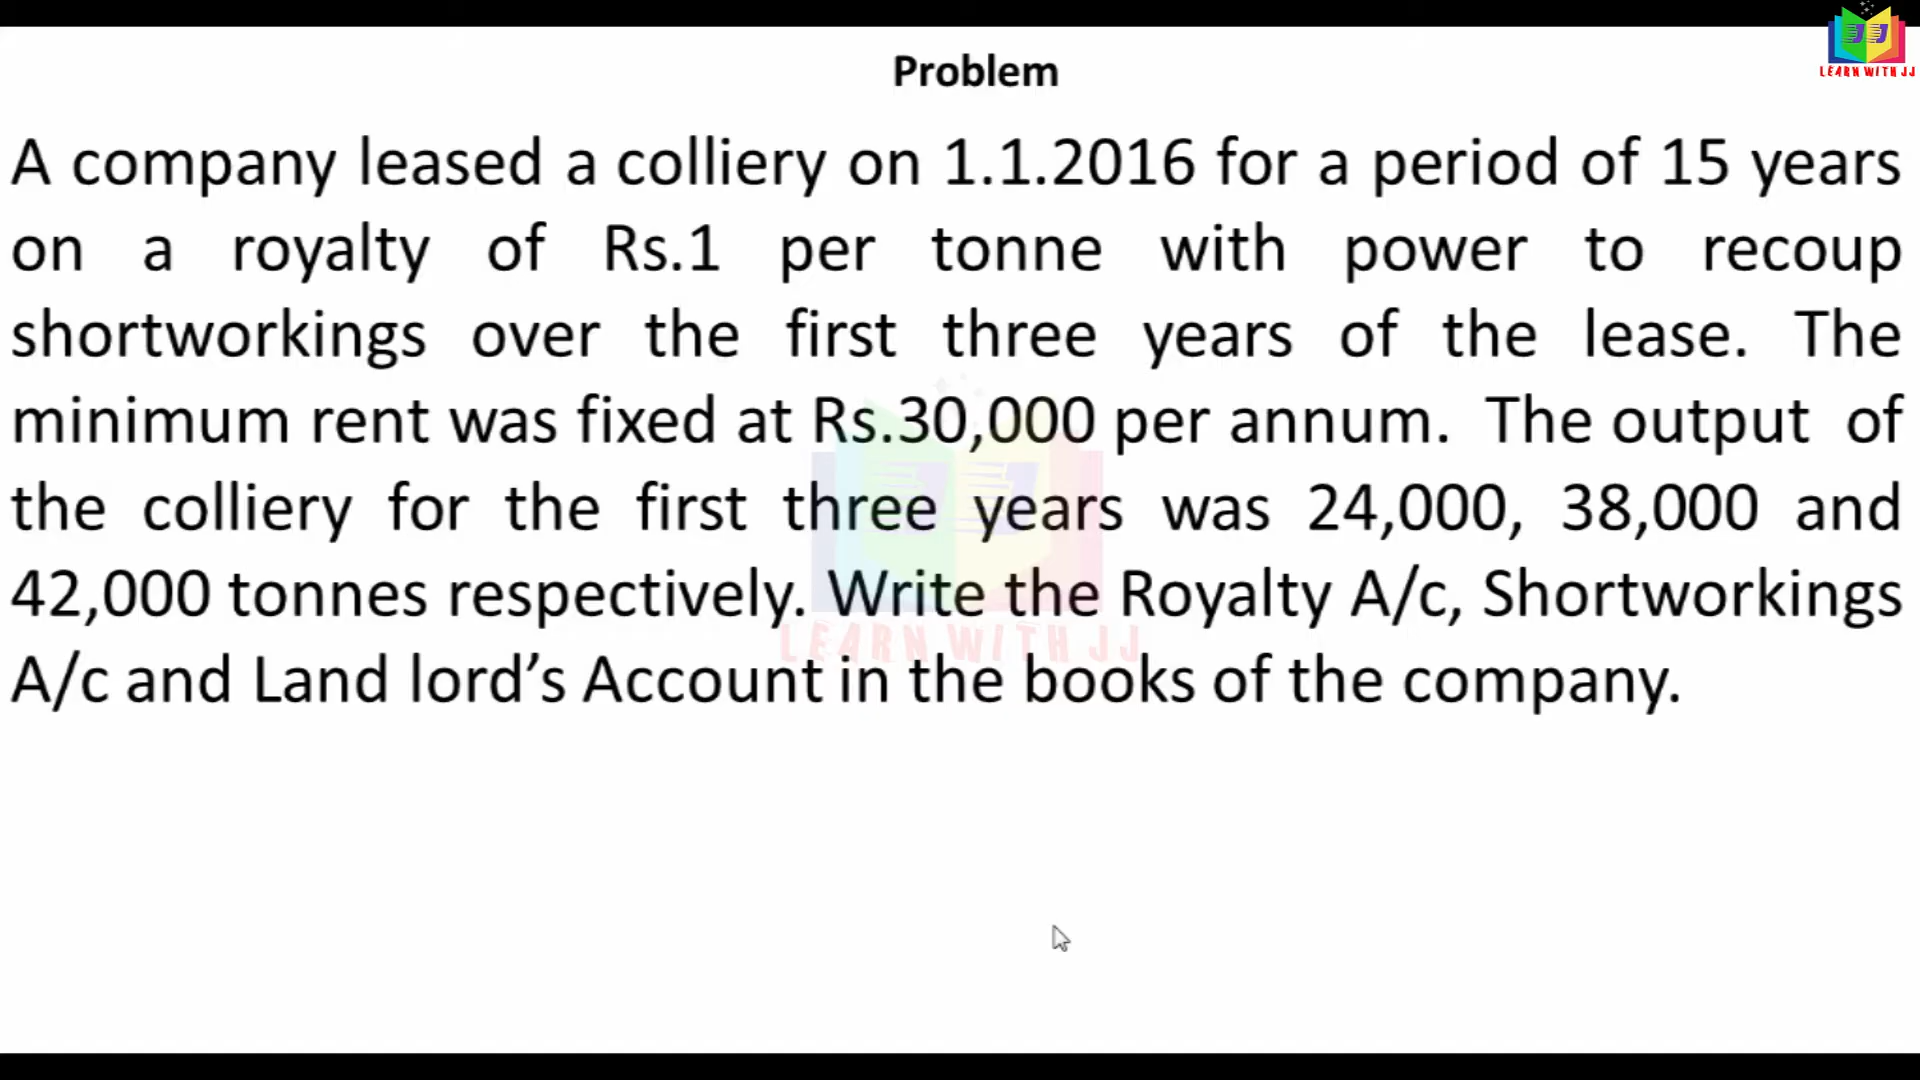 LEARN WITH JJ
Problem
A company leased a colliery on 1.1.2016 for a period of 15 years
on a royalty of Rs.1 per tonne with power to recoup
shortworkings over the first three years of the lease. The
minimum rent was fixed at Rs.30,000 per annum. The output of
the colliery for the first three years was 24,000, 38,000 and
42,000 tonnes respectively. Write the Royalty A/c, Shortworkings
LEARN WITH JJ
A/c and Land lord’s Account in the books of the company.